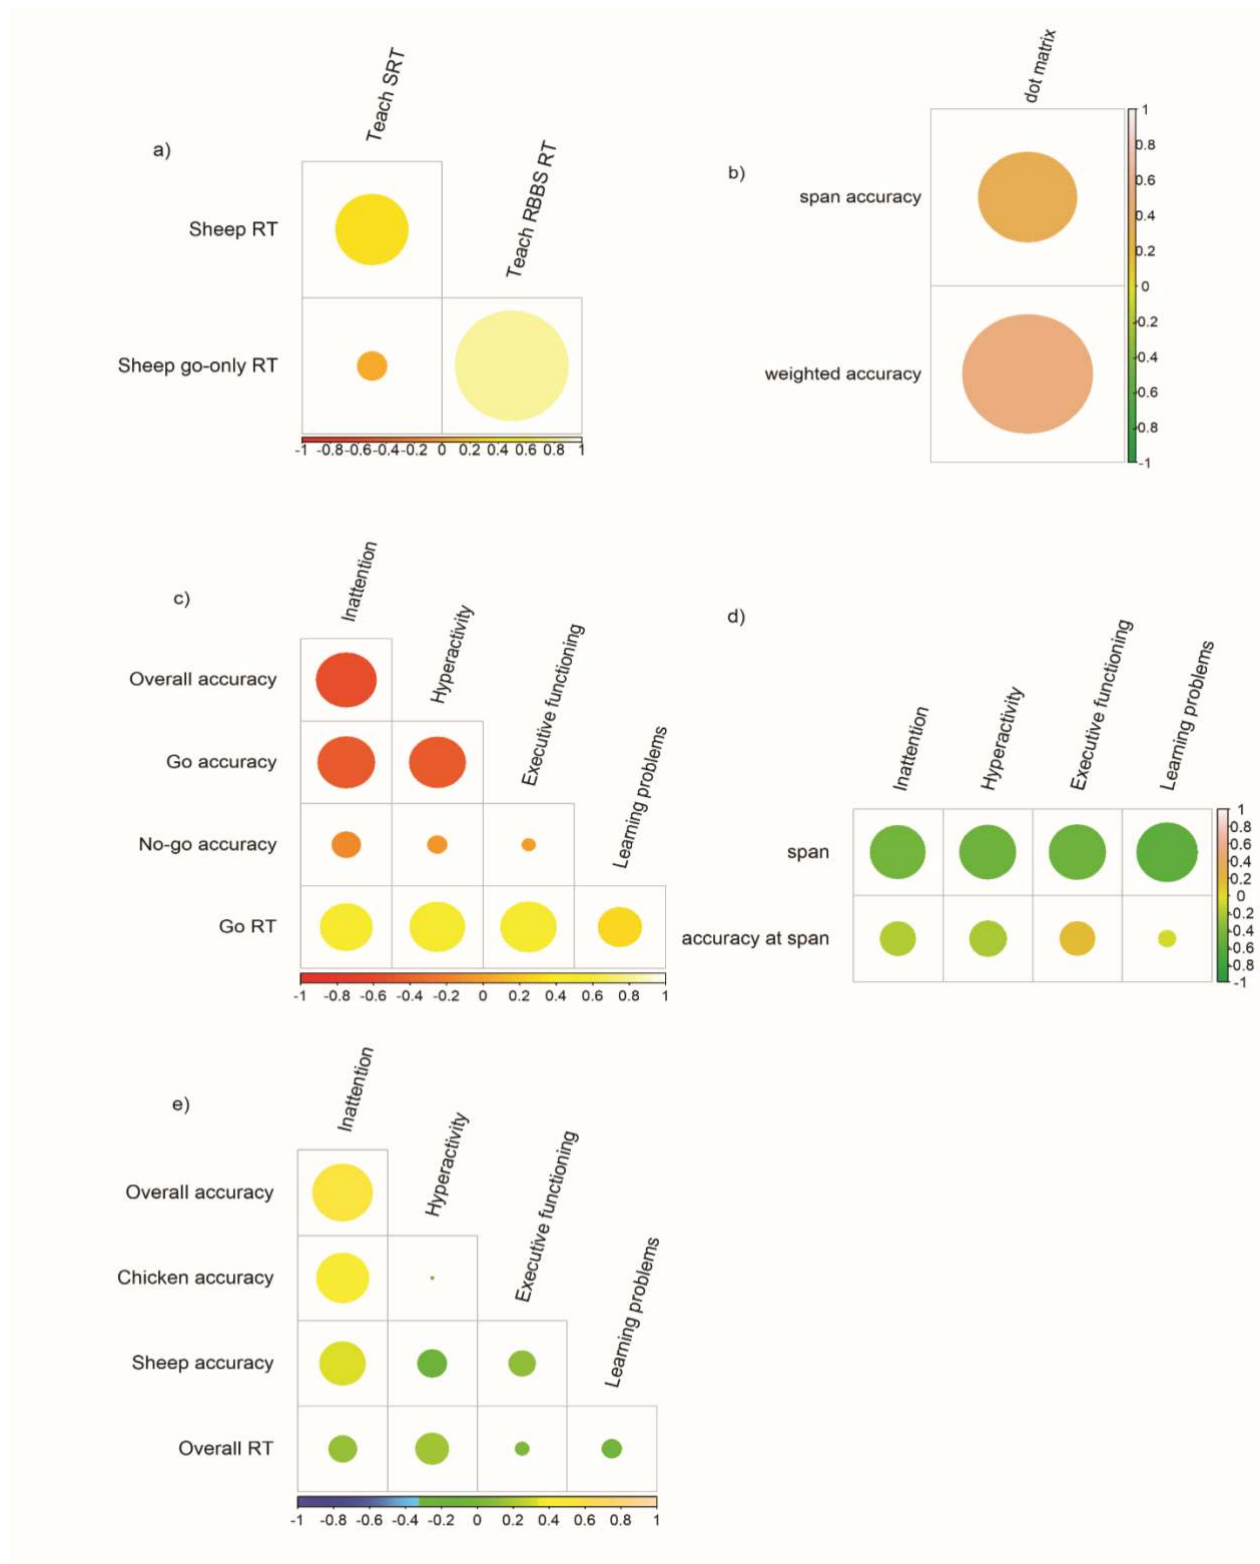 a)
Teach SRT
Teach RBBS RT
Sheep RT
Sheep go-only RT
-1 -0.8 -0.6 -0.4 -0.2 0 0.2 0.4 0.6 0.8 1
b)
dot matrix
span accuracy
weighted accuracy
1
0.8
0.6
0.4
0.2
0
-0.2
-0.4
-0.6
-0.8
-1
c)
Inattention
Hyperactivity
Executive functioning
Learning problems
Overall accuracy
Go accuracy
No-go accuracy
Go RT
-1 -0.8 -0.6 -0.4 -0.2 0 0.2 0.4 0.6 0.8 1
d)
Inattention
Hyperactivity
Executive functioning
Learning problems
span
accuracy at span
1
0.8
0.6
0.4
0.2
0
-0.2
-0.4
-0.6
-0.8
-1
e)
Inattention
Hyperactivity
Executive functioning
Learning problems
Overall accuracy
Chicken accuracy
Sheep accuracy
Overall RT
-1 -0.8 -0.6 -0.4 -0.2 0 0.2 0.4 0.6 0.8 1